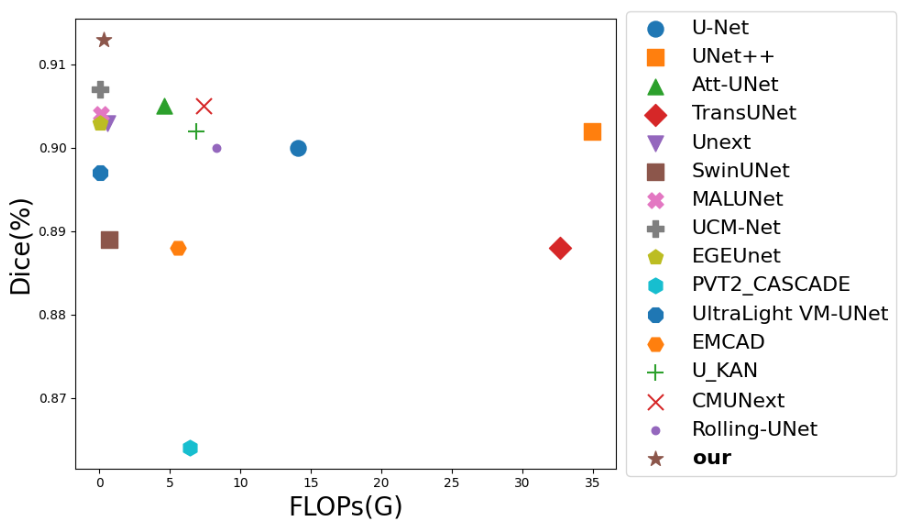 Dice(%)
0.91
0.90
0.89
0.88
0.87
0
5
10
15
20
25
30
35
FLOPs(G)
U-Net
UNet++
Att-UNet
TransUNet
Unext
SwinUNet
MALUNet
UCM-Net
EGEUnet
PVT2_CASCADE
UltraLight VM-UNet
EMCAD
U_KAN
CMUNext
Rolling-UNet
our